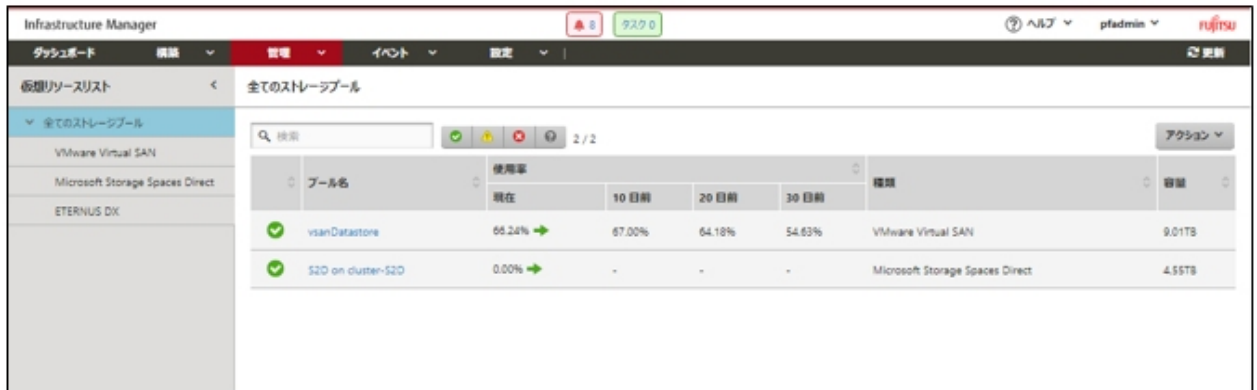 Infrastructure Manager 8 タスク 0 ヘルプ pfadmin FUJITSU
ダッシュボード 構築 管理 イベント 設定 更新
仮想リソースリスト
全てのストレージプール
VMware Virtual SAN
Microsoft Storage Spaces Direct
ETERNUS DX
全てのストレージプール
検索 2 / 2 アクション
プール名 使用率 種類 容量
現在 10 日前 20 日前 30 日前
vsanDatastore 66.24% 67.00% 64.18% 54.63% VMware Virtual SAN 9.01TB
S2D on cluster-S2D 0.00% - - - Microsoft Storage Spaces Direct 4.55TB